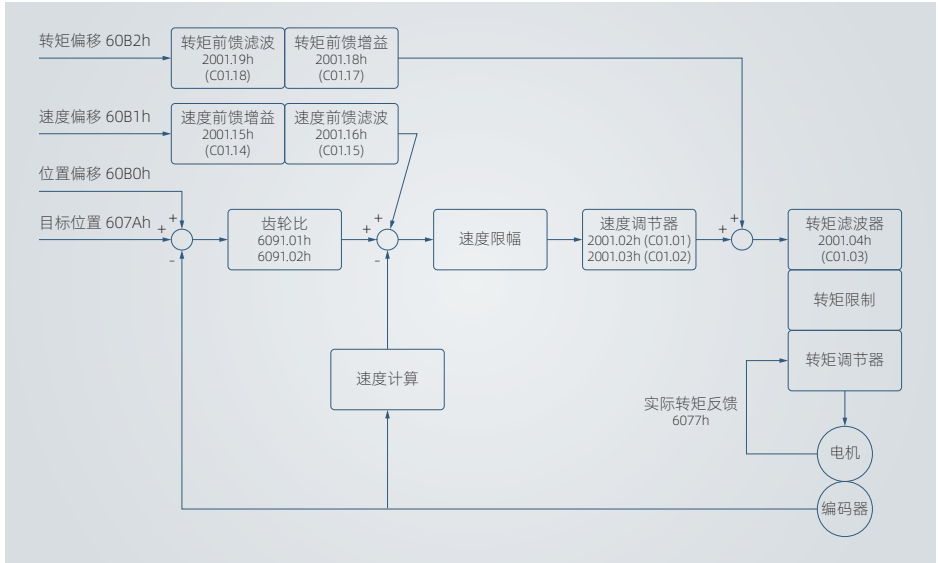 转矩偏移 60B2h
转矩前馈滤波
2001.19h
(C01.18)
转矩前馈增益
2001.18h
(C01.17)
速度偏移 60B1h
速度前馈增益
2001.15h
(C01.14)
速度前馈滤波
2001.16h
(C01.15)
位置偏移 60B0h
目标位置 607Ah
+
+
-
齿轮比
6091.01h
6091.02h
+
+
-
速度限幅
速度调节器
2001.02h (C01.01)
2001.03h (C01.02)
+
+
转矩滤波器
2001.04h
(C01.03)
转矩限制
转矩调节器
速度计算
实际转矩反馈
6077h
电机
编码器